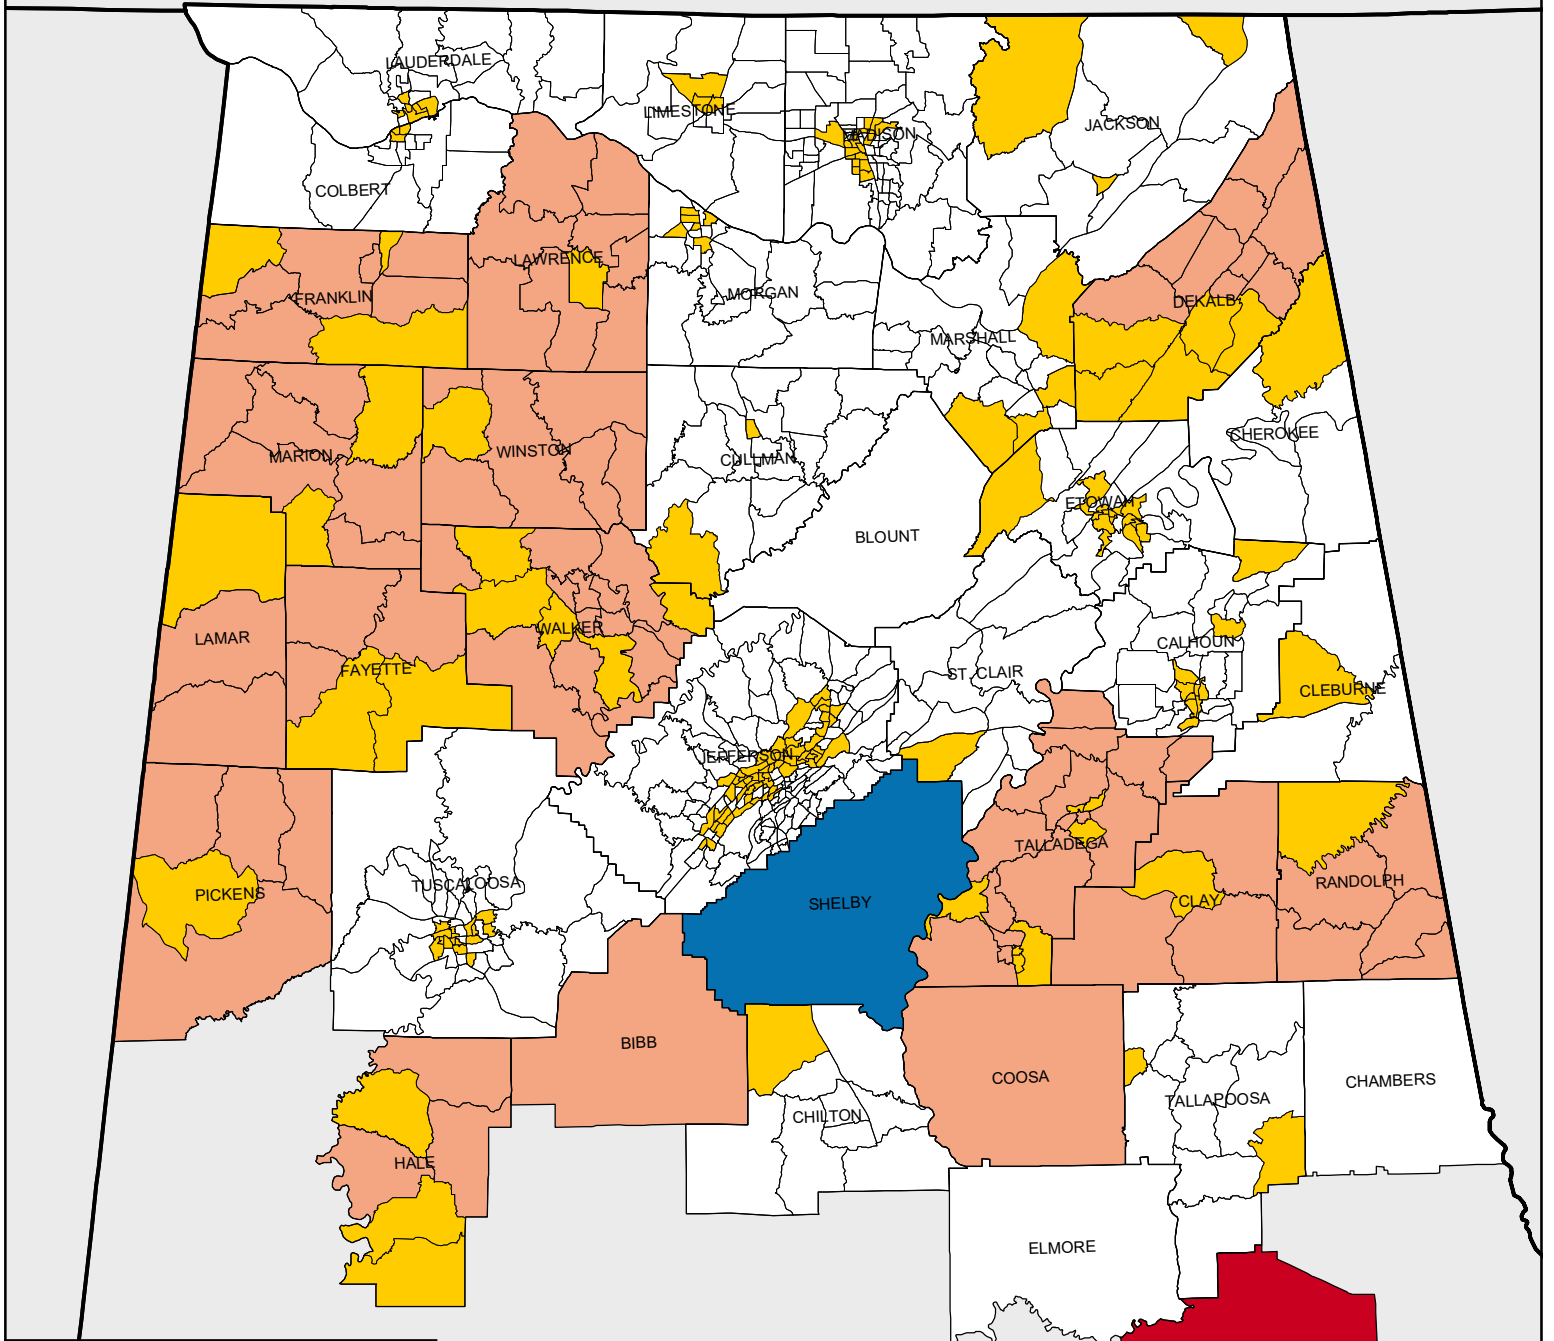 LAUDERDALE
LIMESTONE
MADISON
JACKSON
COLBERT
LAWRENCE
FRANKLIN
MORGAN
DEKALB
MARSHALL
MARION
WINSTON
CULLMAN
CHEROKEE
ETOWAH
BLOUNT
LAMAR
WALKER
CALHOUN
FAYETTE
ST. CLAIR
CLEBURNE
JEFFERSON
TALLADEGA
PICKENS
TUSCALOOSA
SHELBY
CLAY
RANDOLPH
BIBB
COOSA
CHAMBERS
TALLAPOOSA
CHILTON
HALE
ELMORE